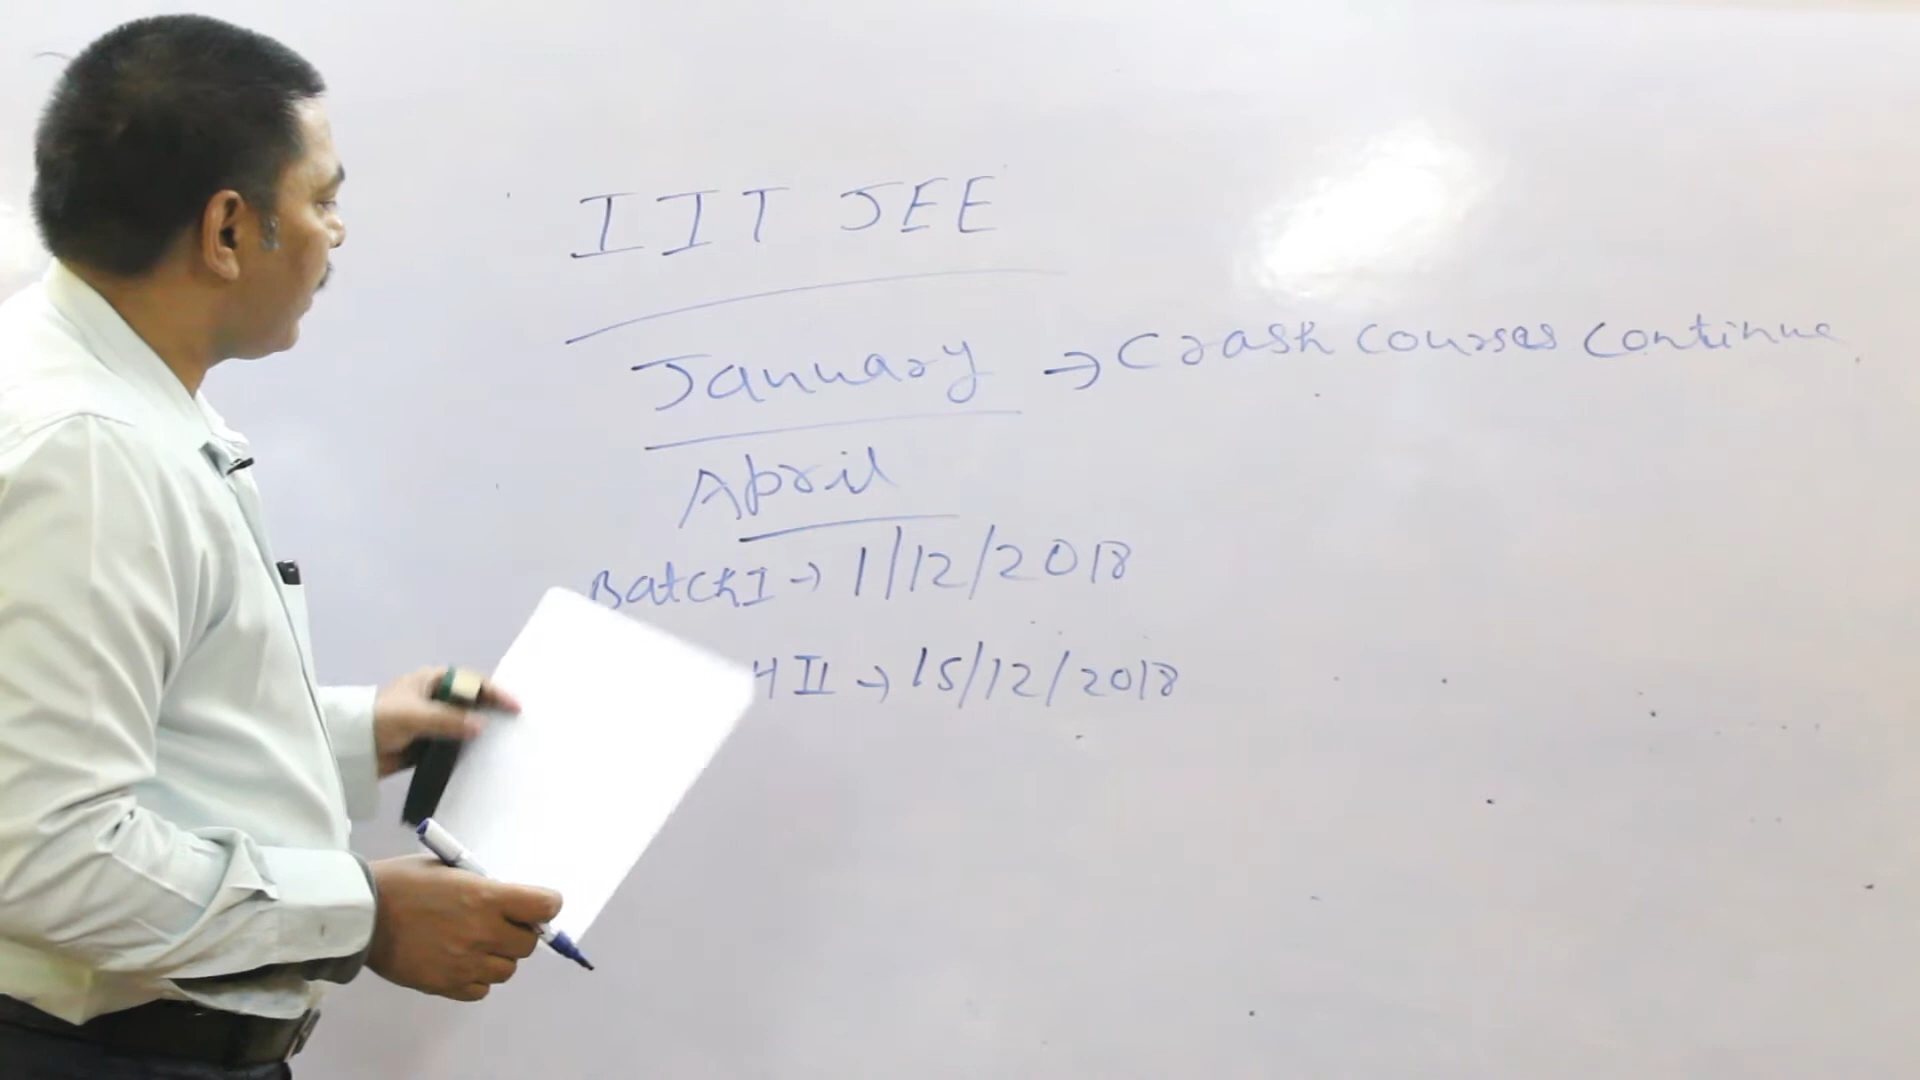 IIT JEE
January → Crash courses continue
April
Batch I → 1/12/2018
H II → 15/12/2018